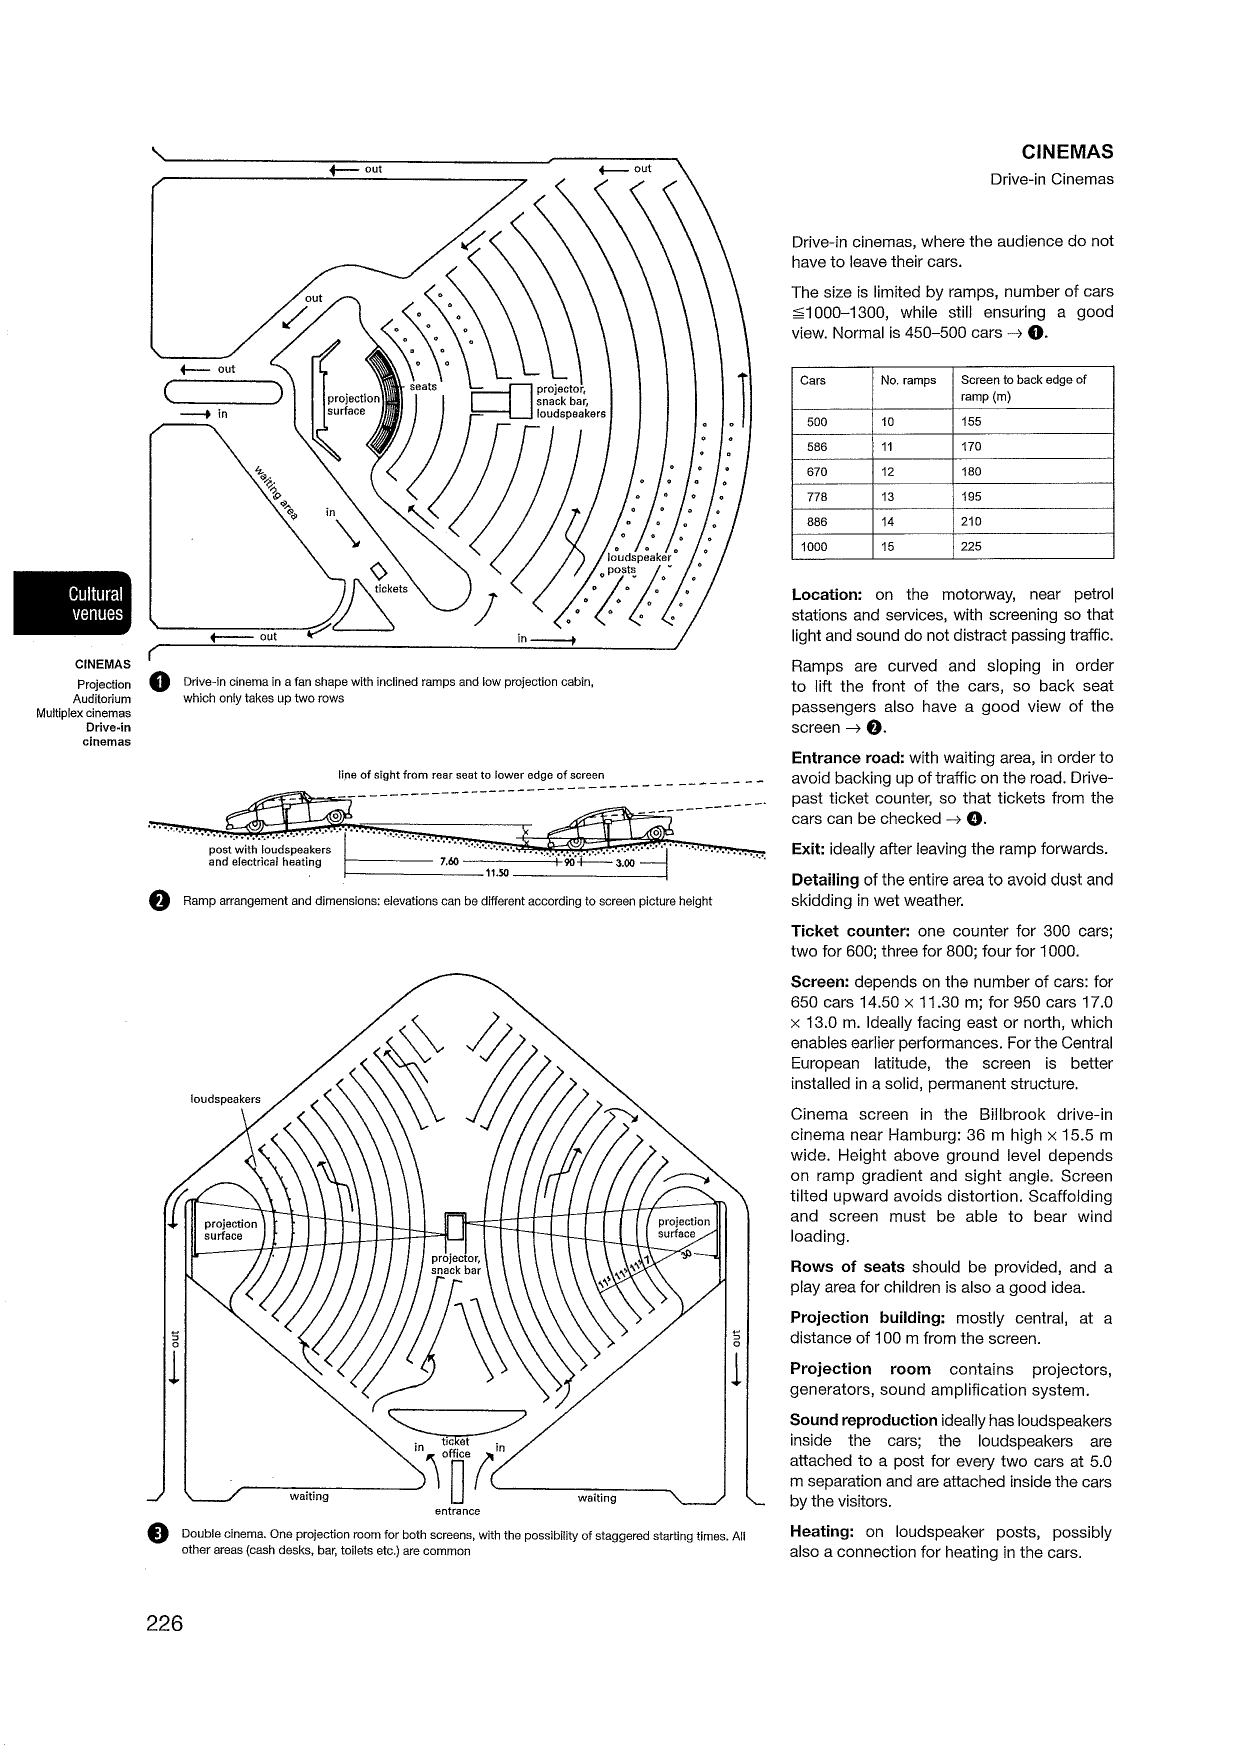 CINEMAS
Drive-in Cinemas
out
out
out
out
in
projection
surface
seats
projector,
snack bar,
loudspeakers
waiting area
in
tickets
loudspeaker
posts
out
in
1 Drive-in cinema in a fan shape with inclined ramps and low projection cabin,
which only takes up two rows
Cultural
venues
CINEMAS
Projection
Auditorium
Multiplex cinemas
Drive-in
cinemas
line of sight from rear seat to lower edge of screen
x
x
post with loudspeakers
and electrical heating
7.60
90
3.00
11.50
2 Ramp arrangement and dimensions: elevations can be different according to screen picture height
loudspeakers
projection
surface
projection
surface
projector,
snack bar
11⁵ 11⁵ 11⁵ 7
30
out
out
in
ticket
office
in
waiting
waiting
entrance
3 Double cinema. One projection room for both screens, with the possibility of staggered starting times. All
other areas (cash desks, bar, toilets etc.) are common
Drive-in cinemas, where the audience do not
have to leave their cars.
The size is limited by ramps, number of cars
≦1000–1300, while still ensuring a good
view. Normal is 450–500 cars → 1.
Cars No. ramps Screen to back edge of
ramp (m)
500 10 155
586 11 170
670 12 180
778 13 195
886 14 210
1000 15 225
Location: on the motorway, near petrol
stations and services, with screening so that
light and sound do not distract passing traffic.
Ramps are curved and sloping in order
to lift the front of the cars, so back seat
passengers also have a good view of the
screen → 2.
Entrance road: with waiting area, in order to
avoid backing up of traffic on the road. Drive-
past ticket counter, so that tickets from the
cars can be checked → 4.
Exit: ideally after leaving the ramp forwards.
Detailing of the entire area to avoid dust and
skidding in wet weather.
Ticket counter: one counter for 300 cars;
two for 600; three for 800; four for 1000.
Screen: depends on the number of cars: for
650 cars 14.50 × 11.30 m; for 950 cars 17.0
× 13.0 m. Ideally facing east or north, which
enables earlier performances. For the Central
European latitude, the screen is better
installed in a solid, permanent structure.
Cinema screen in the Billbrook drive-in
cinema near Hamburg: 36 m high × 15.5 m
wide. Height above ground level depends
on ramp gradient and sight angle. Screen
tilted upward avoids distortion. Scaffolding
and screen must be able to bear wind
loading.
Rows of seats should be provided, and a
play area for children is also a good idea.
Projection building: mostly central, at a
distance of 100 m from the screen.
Projection room contains projectors,
generators, sound amplification system.
Sound reproduction ideally has loudspeakers
inside the cars; the loudspeakers are
attached to a post for every two cars at 5.0
m separation and are attached inside the cars
by the visitors.
Heating: on loudspeaker posts, possibly
also a connection for heating in the cars.
226